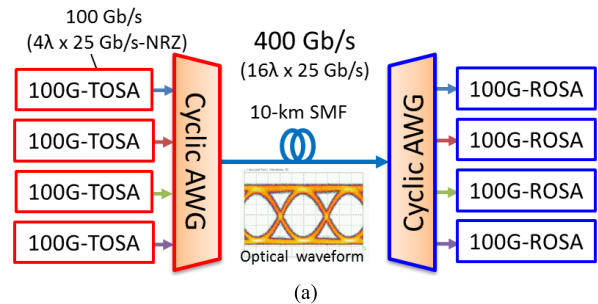 100 Gb/s
(4λ x 25 Gb/s-NRZ)
400 Gb/s
(16λ x 25 Gb/s)
10-km SMF
100G-TOSA
100G-TOSA
100G-TOSA
100G-TOSA
Cyclic AWG
Cyclic AWG
100G-ROSA
100G-ROSA
100G-ROSA
100G-ROSA
Optical waveform
(a)